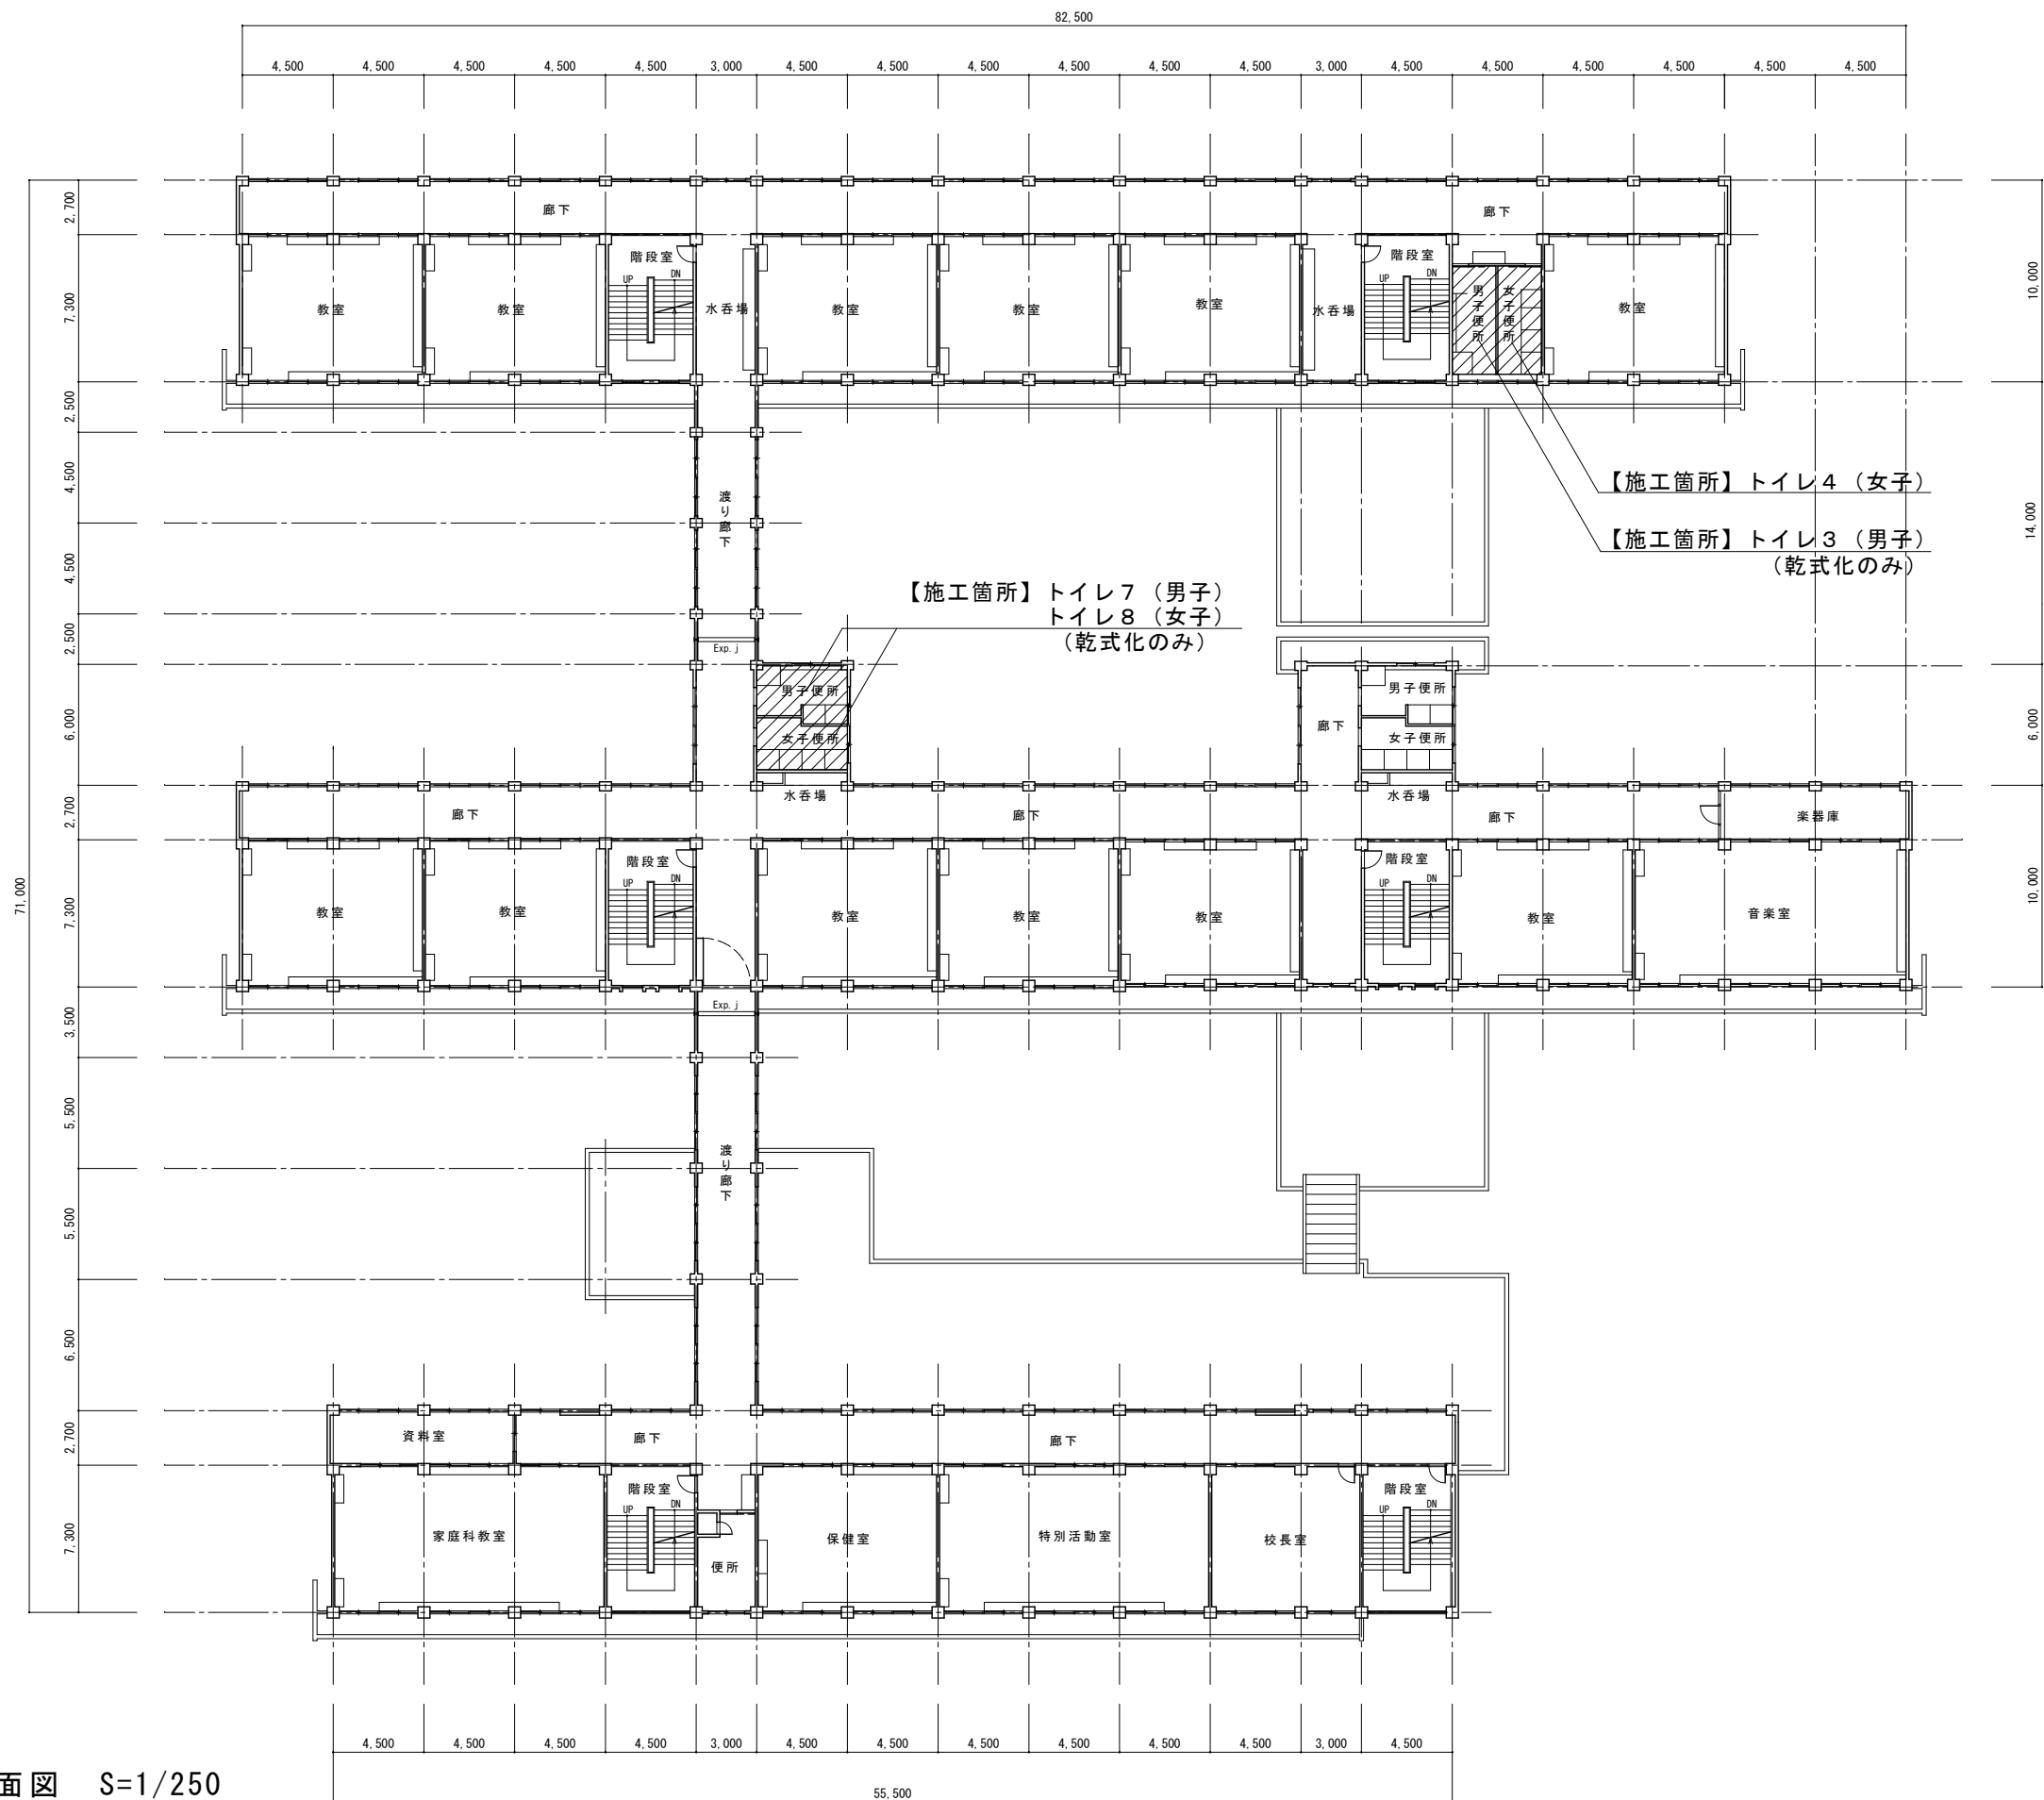 82,500
4,500 4,500 4,500 4,500 4,500 3,000 4,500 4,500 4,500 4,500 4,500 4,500 3,000 4,500 4,500 4,500 4,500 4,500 4,500
2,700
廊下
廊下
7,300
10,000
階段室
階段室
UP
DN
UP
DN
教室
教室
水呑場
教室
教室
教室
水呑場
男子便所
女子便所
教室
2,500
4,500
渡り廊下
【施工箇所】トイレ4（女子）
14,000
【施工箇所】トイレ3（男子）
（乾式化のみ）
4,500
【施工箇所】トイレ7（男子）
トイレ8（女子）
（乾式化のみ）
2,500
Exp.j
6,000
男子便所
男子便所
廊下
6,000
女子便所
女子便所
水呑場
水呑場
2,700
廊下
廊下
廊下
楽器庫
71,000
階段室
階段室
UP
DN
UP
DN
7,300
教室
教室
教室
教室
教室
教室
音楽室
10,000
3,500
Exp.j
5,500
渡り廊下
5,500
6,500
2,700
資料室
廊下
廊下
階段室
階段室
UP
DN
UP
DN
7,300
家庭科教室
便所
保健室
特別活動室
校長室
4,500 4,500 4,500 4,500 3,000 4,500 4,500 4,500 4,500 4,500 4,500 3,000 4,500
面図 S=1/250
55,500